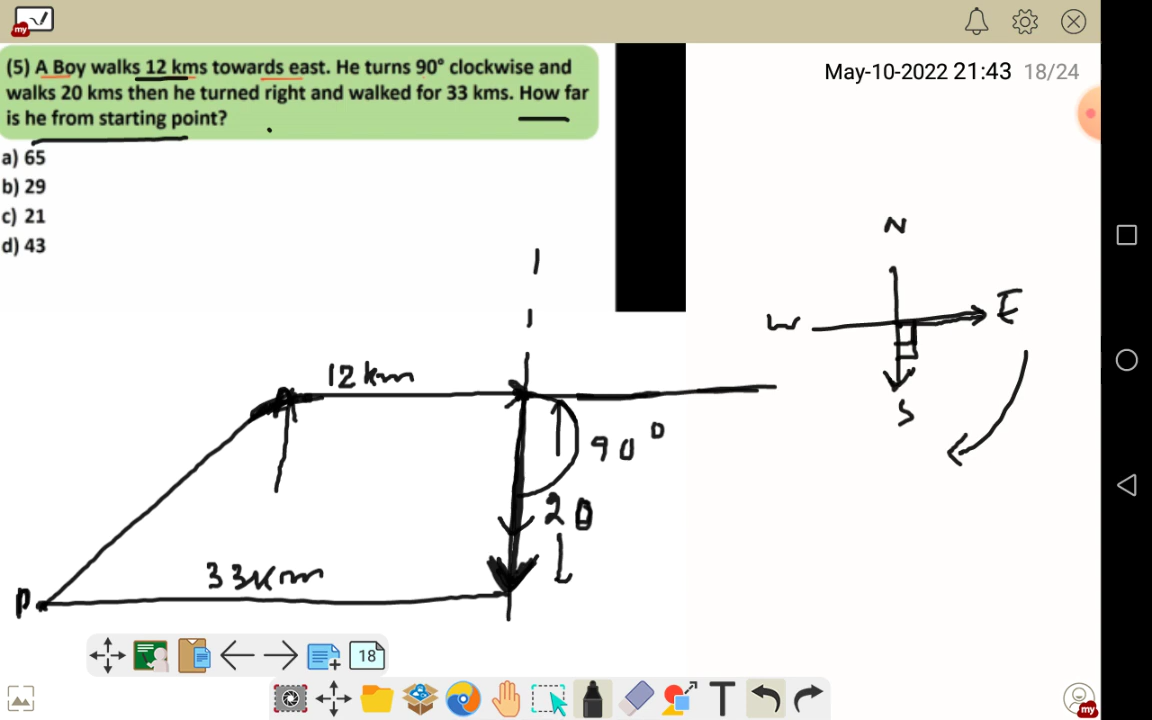 my
(5) A Boy walks 12 kms towards east. He turns 90° clockwise and
walks 20 kms then he turned right and walked for 33 kms. How far
is he from starting point?
a) 65
b) 29
c) 21
d) 43
May-10-2022 21:43 18/24
N
W
E
S
12 km
90°
20
33 km
P
18
T
my